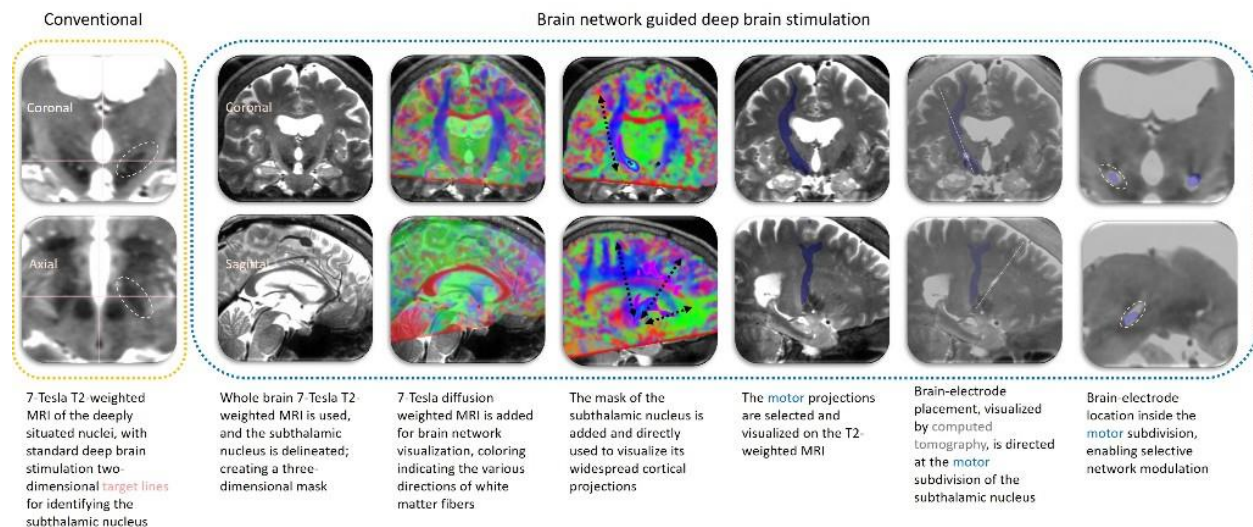 Conventional
Brain network guided deep brain stimulation
Coronal
Axial
Coronal
Sagittal
7-Tesla T2-weighted
MRI of the deeply
situated nuclei, with
standard deep brain
stimulation two-
dimensional target lines
for identifying the
subthalamic nucleus
Whole brain 7-Tesla T2-
weighted MRI is used,
and the subthalamic
nucleus is delineated;
creating a three-
dimensional mask
7-Tesla diffusion
weighted MRI is added
for brain network
visualization, coloring
indicating the various
directions of white
matter fibers
The mask of the
subthalamic nucleus is
added and directly
used to visualize its
widespread cortical
projections
The motor projections
are selected and
visualized on the T2-
weighted MRI
Brain-electrode
placement, visualized
by computed
tomography, is directed
at the motor
subdivision of the
subthalamic nucleus
Brain-electrode
location inside the
motor subdivision,
enabling selective
network modulation